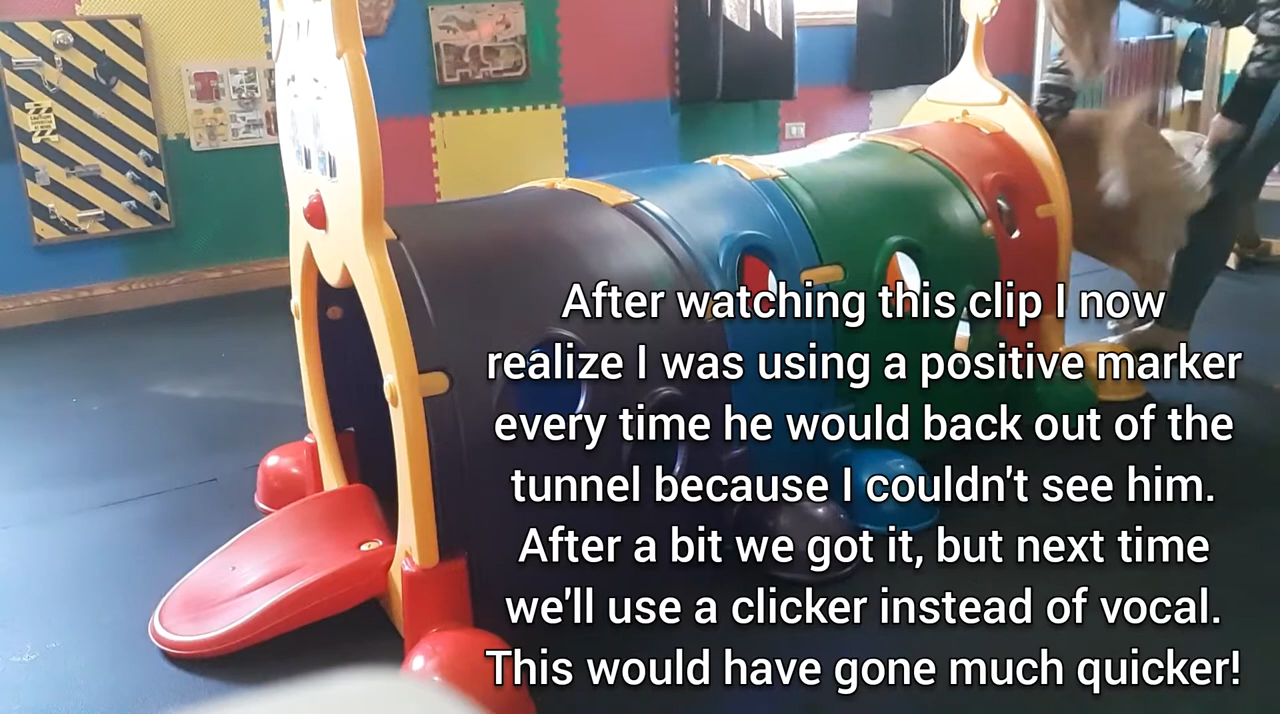 After watching this clip I now
realize I was using a positive marker
every time he would back out of the
tunnel because I couldn't see him.
After a bit we got it, but next time
we'll use a clicker instead of vocal.
This would have gone much quicker!